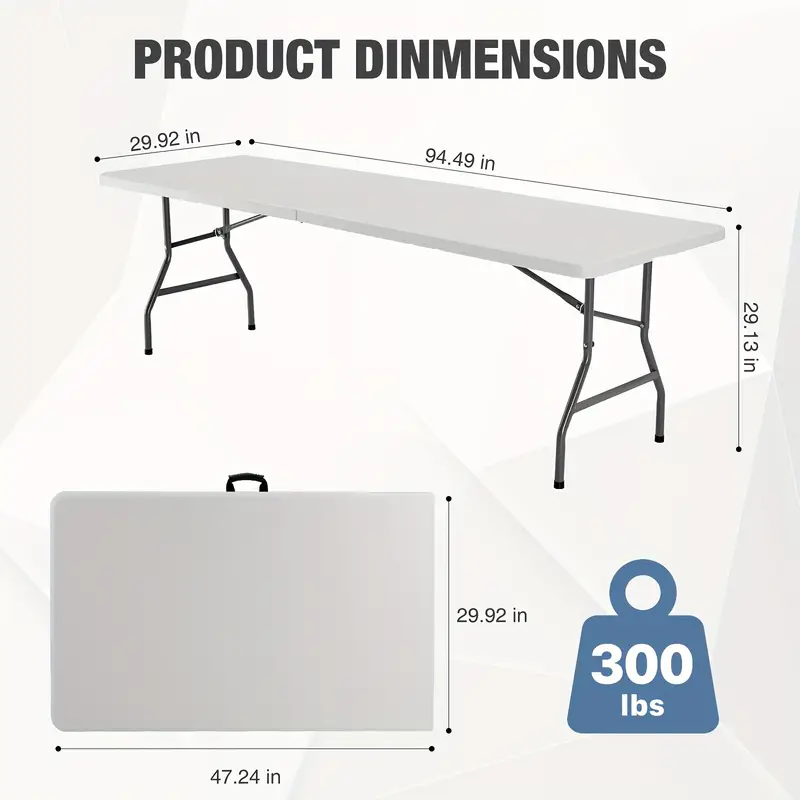 PRODUCT DINMENSIONS
29.92 in
94.49 in
29.13 in
29.92 in
47.24 in
300
lbs